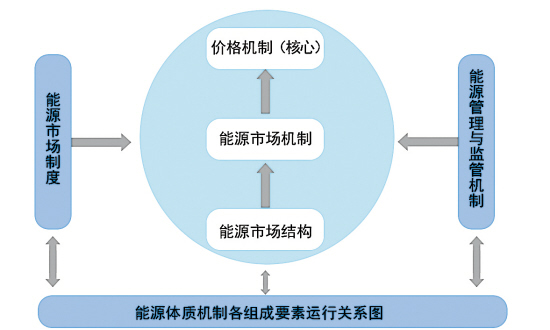 价格机制（核心）
能源市场制度
能源市场机制
能源管理与监管机制
能源市场结构
能源体质机制各组成要素运行关系图